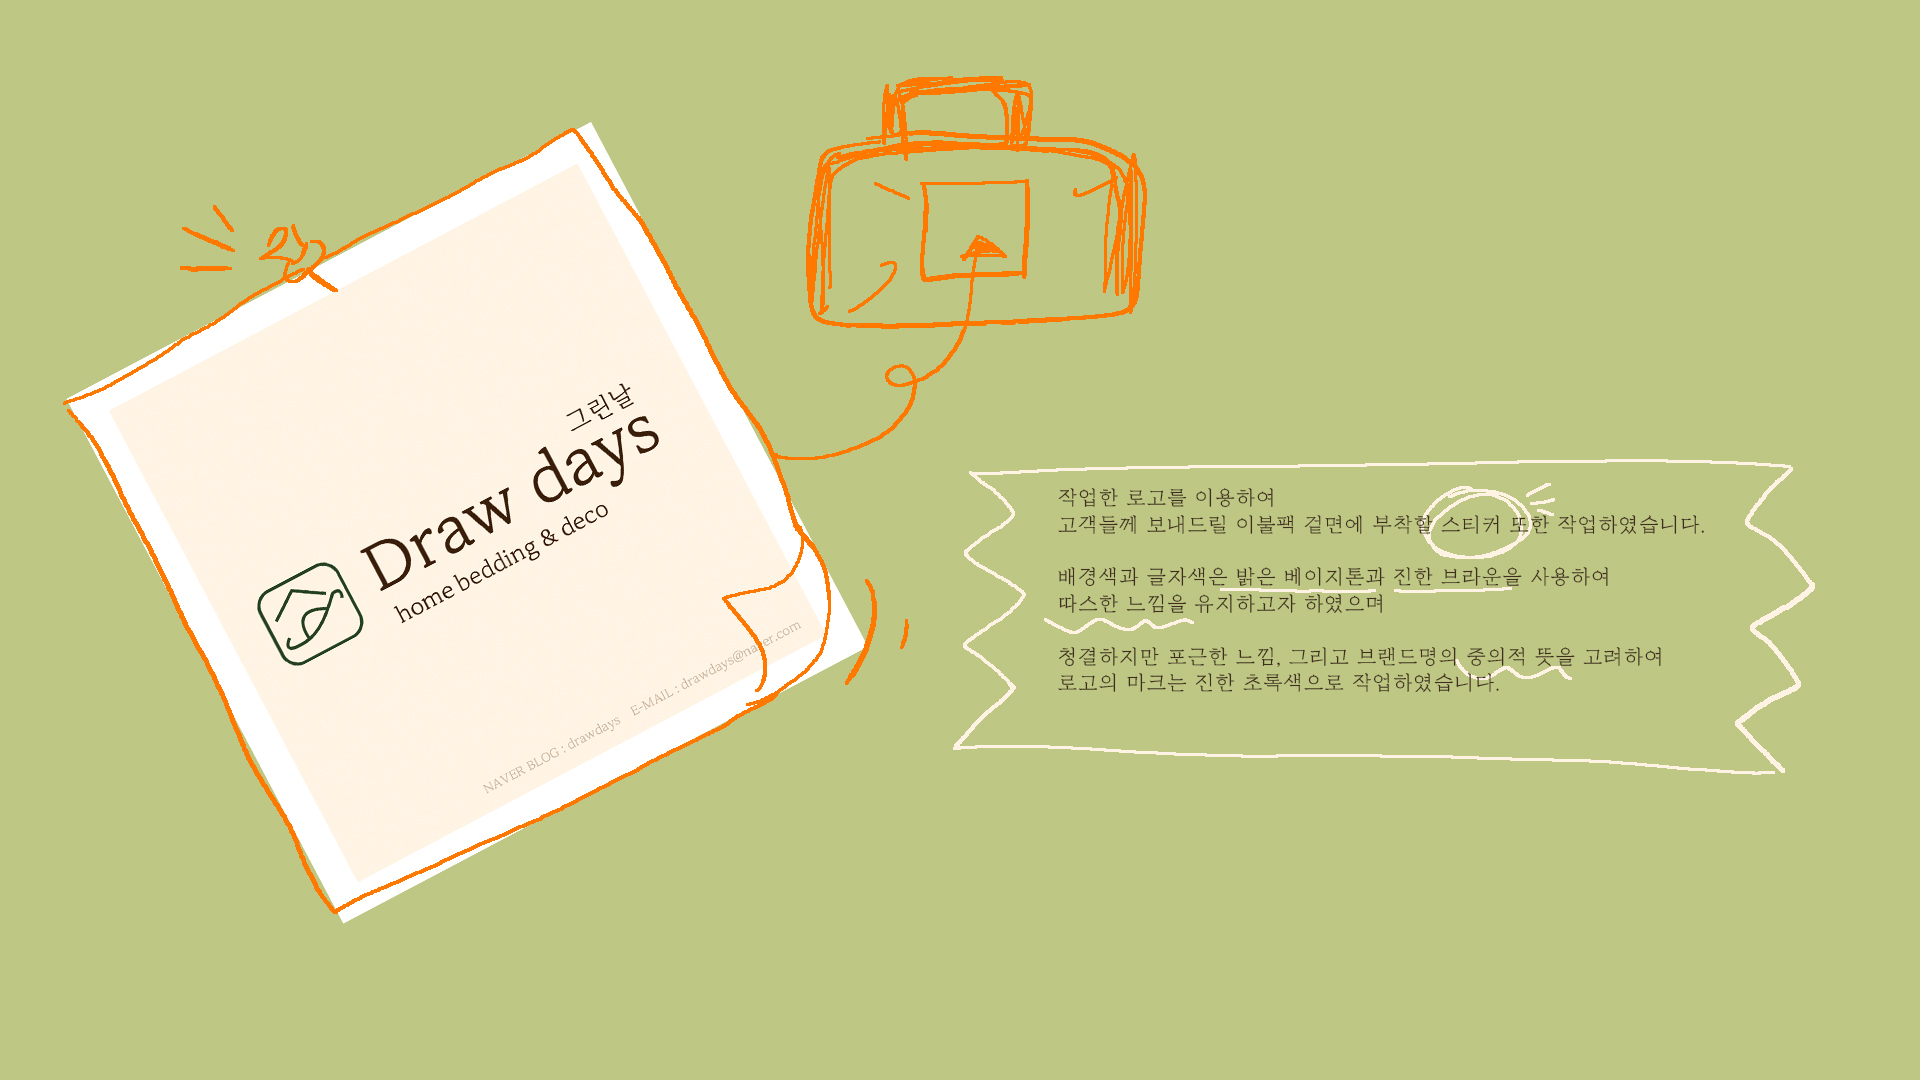 그린날
Draw days
home bedding & deco
NAVER BLOG : drawdays E-MAIL : drawdays@naver.com
작업한 로고를 이용하여
고객들께 보내드릴 이불팩 겉면에 부착할 스티커 또한 작업하였습니다.
배경색과 글자색은 밝은 베이지톤과 진한 브라운을 사용하여
따스한 느낌을 유지하고자 하였으며
청결하지만 포근한 느낌, 그리고 브랜드명의 중의적 뜻을 고려하여
로고의 마크는 진한 초록색으로 작업하였습니다.